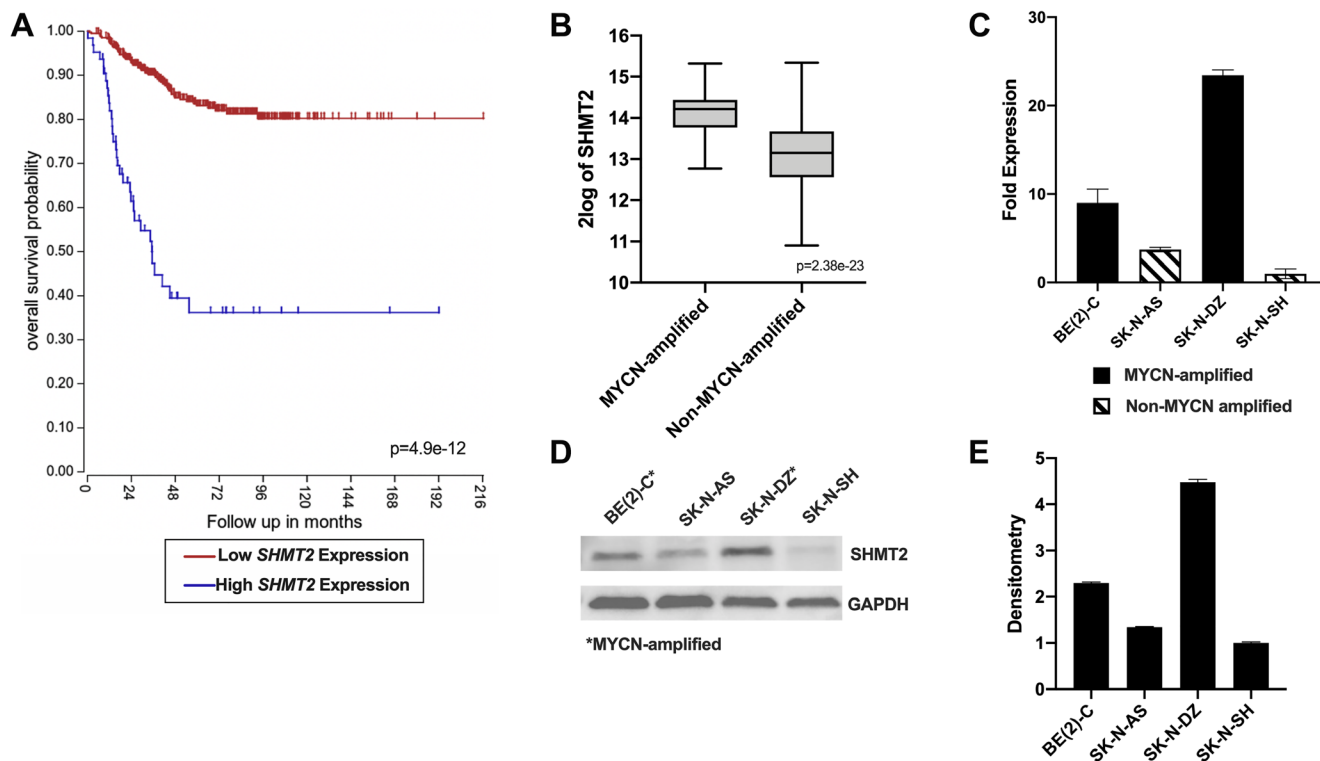 A
1.00
0.90
0.80
0.70
0.60
0.50
0.40
0.30
0.20
0.10
0.00
overall survival probability
p=4.9e-12
0 24 48 72 96 120 144 168 192 216
Follow up in months
Low SHMT2 Expression
High SHMT2 Expression
B
16
15
14
13
12
11
10
2log of SHMT2
p=2.38e-23
MYCN-amplified
Non-MYCN-amplified
C
30
20
10
0
Fold Expression
BE(2)-C SK-N-AS SK-N-DZ SK-N-SH
MYCN-amplified
Non-MYCN amplified
D
BE(2)-C* SK-N-AS SK-N-DZ* SK-N-SH
SHMT2
GAPDH
*MYCN-amplified
E
5
4
3
2
1
0
Densitometry
BE(2)-C SK-N-AS SK-N-DZ SK-N-SH